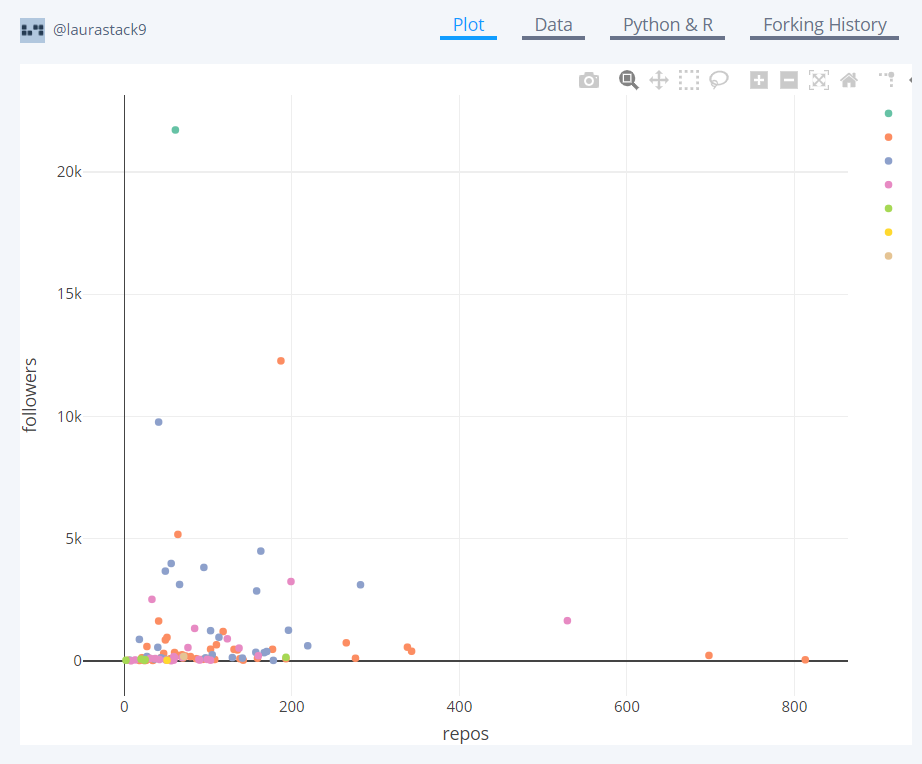 @laurastack9
Plot
Data
Python & R
Forking History
20k
15k
10k
5k
0
followers
0
200
400
600
800
repos